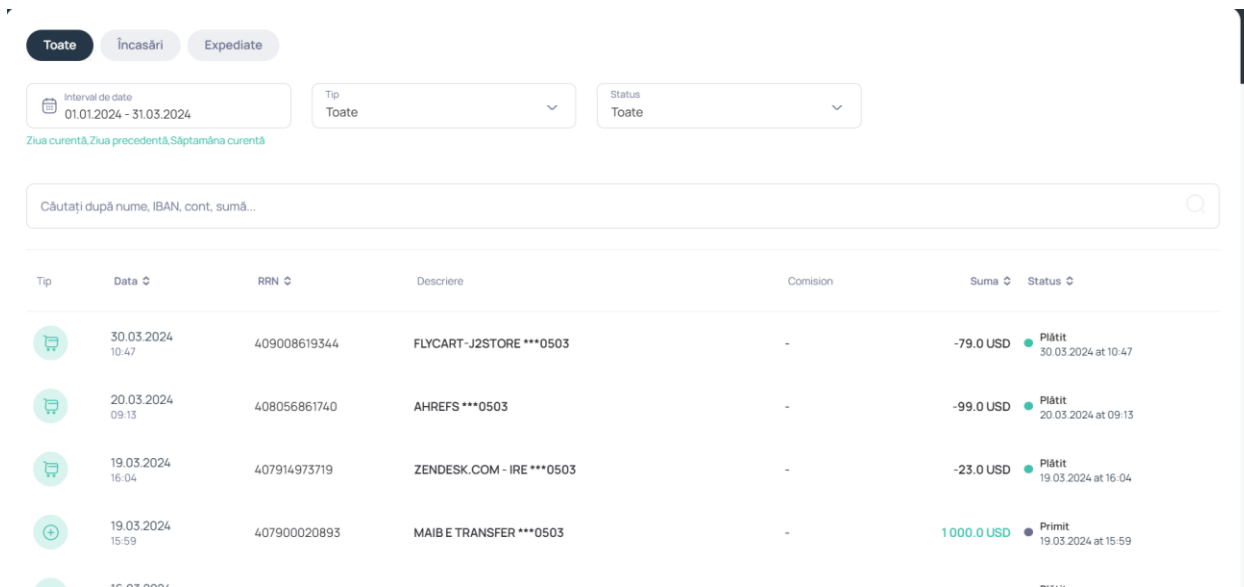 Toate Încasări Expediate
Interval de date
01.01.2024 - 31.03.2024
Tip
Toate
Status
Toate
Ziua curentă,Ziua precedentă,Săptamâna curentă
Căutați după nume, IBAN, cont, sumă...
Tip Data RRN Descriere Comision Suma Status
30.03.2024
10:47
409008619344 FLYCART-J2STORE ***0503 - -79.0 USD
Plătit
30.03.2024 at 10:47
20.03.2024
09:13
408056861740 AHREFS ***0503 - -99.0 USD
Plătit
20.03.2024 at 09:13
19.03.2024
16:04
407914973719 ZENDESK.COM - IRE ***0503 - -23.0 USD
Plătit
19.03.2024 at 16:04
19.03.2024
15:59
407900020893 MAIB E TRANSFER ***0503 - 1 000.0 USD
Primit
19.03.2024 at 15:59